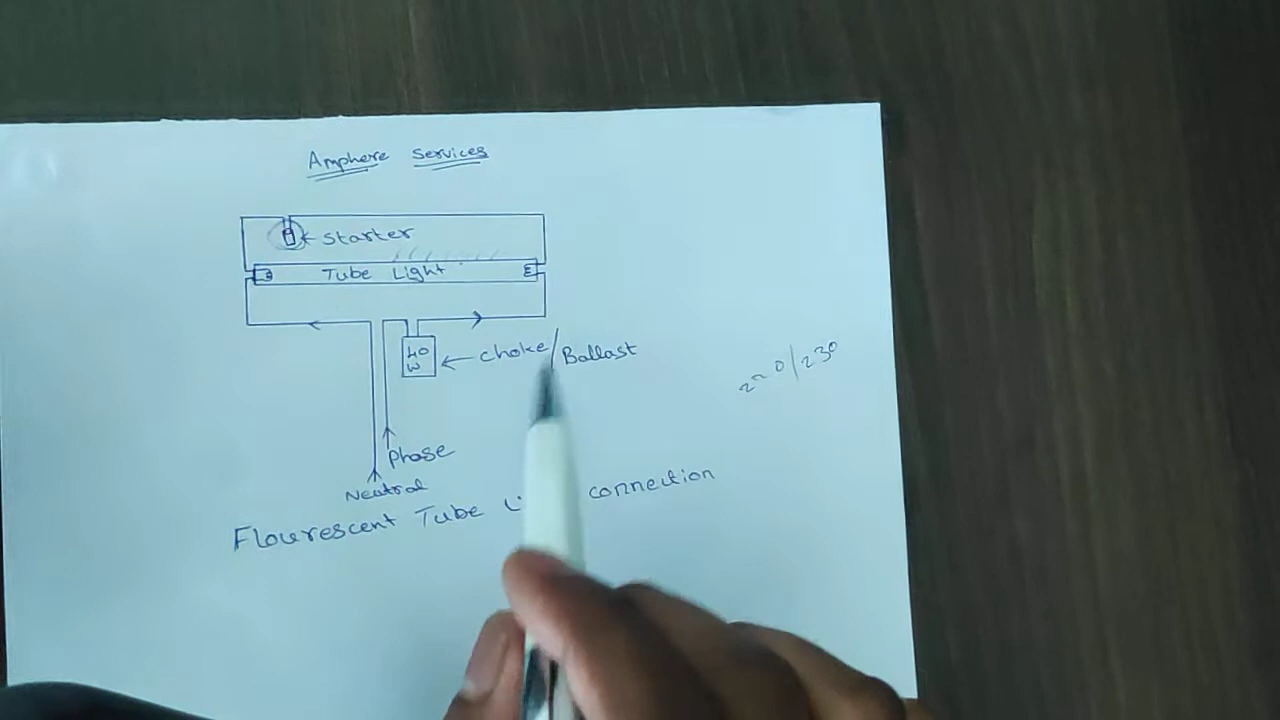 Amphere Services
Starter
Tube Light
40
W
choke/Ballast
220/230
Phase
Neutral
Flourescent Tube connection